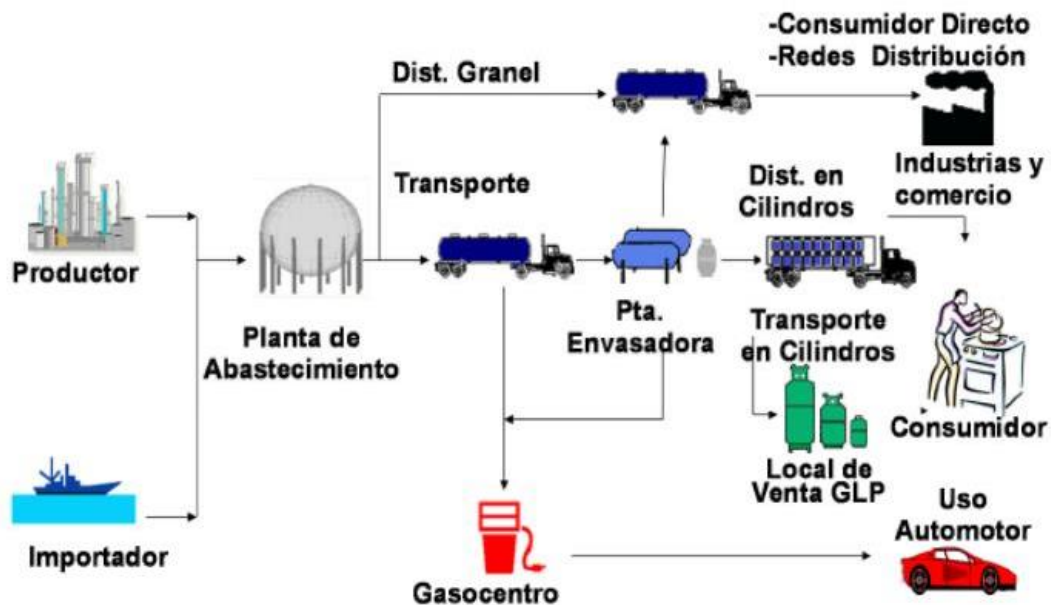 -Consumidor Directo
-Redes Distribución
Dist. Granel
Industrias y
comercio
Transporte
Dist. en
Cilindros
Productor
Planta de
Abastecimiento
Pta.
Envasadora
Transporte
en Cilindros
Consumidor
Local de
Venta GLP
Importador
Gasocentro
Uso
Automotor